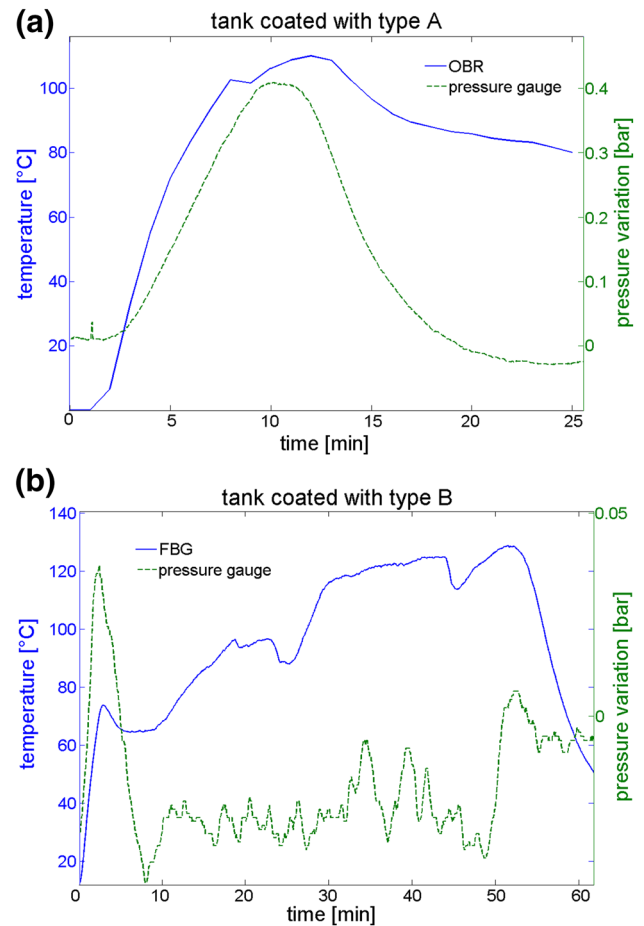 (a)
tank coated with type A
OBR
pressure gauge
temperature [°C]
100
80
60
40
20
pressure variation [bar]
0.4
0.3
0.2
0.1
0
0 5 10 15 20 25
time [min]
(b)
tank coated with type B
FBG
pressure gauge
temperature [°C]
140
120
100
80
60
40
20
pressure variation [bar]
0.05
0
0 10 20 30 40 50 60
time [min]